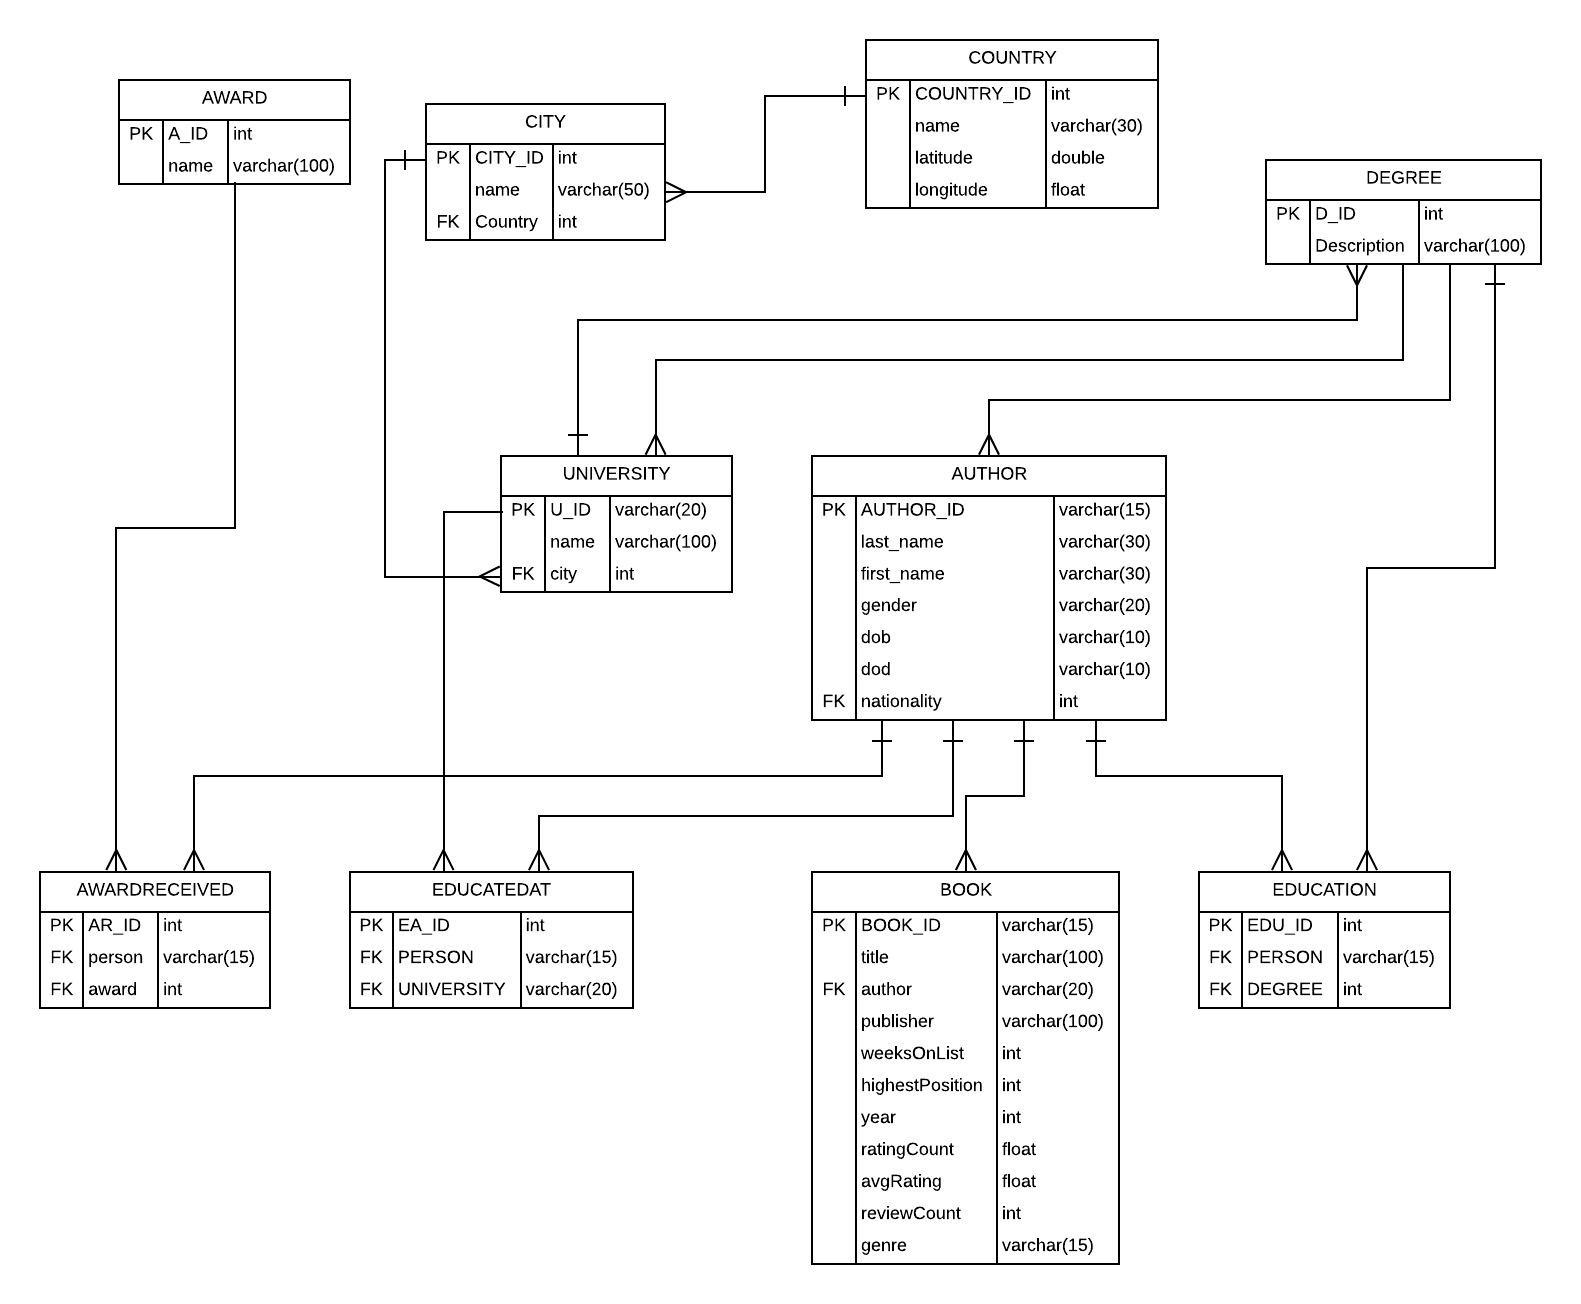 COUNTRY
PK COUNTRY_ID int
name varchar(30)
latitude double
longitude float
AWARD
PK A_ID int
name varchar(100)
CITY
PK CITY_ID int
name varchar(50)
FK Country int
DEGREE
PK D_ID int
Description varchar(100)
UNIVERSITY
PK U_ID varchar(20)
name varchar(100)
FK city int
AUTHOR
PK AUTHOR_ID varchar(15)
last_name varchar(30)
first_name varchar(30)
gender varchar(20)
dob varchar(10)
dod varchar(10)
FK nationality int
AWARDRECEIVED
PK AR_ID int
FK person varchar(15)
FK award int
EDUCATEDAT
PK EA_ID int
FK PERSON varchar(15)
FK UNIVERSITY varchar(20)
BOOK
PK BOOK_ID varchar(15)
title varchar(100)
FK author varchar(20)
publisher varchar(100)
weeksOnList int
highestPosition int
year int
ratingCount float
avgRating float
reviewCount int
genre varchar(15)
EDUCATION
PK EDU_ID int
FK PERSON varchar(15)
FK DEGREE int